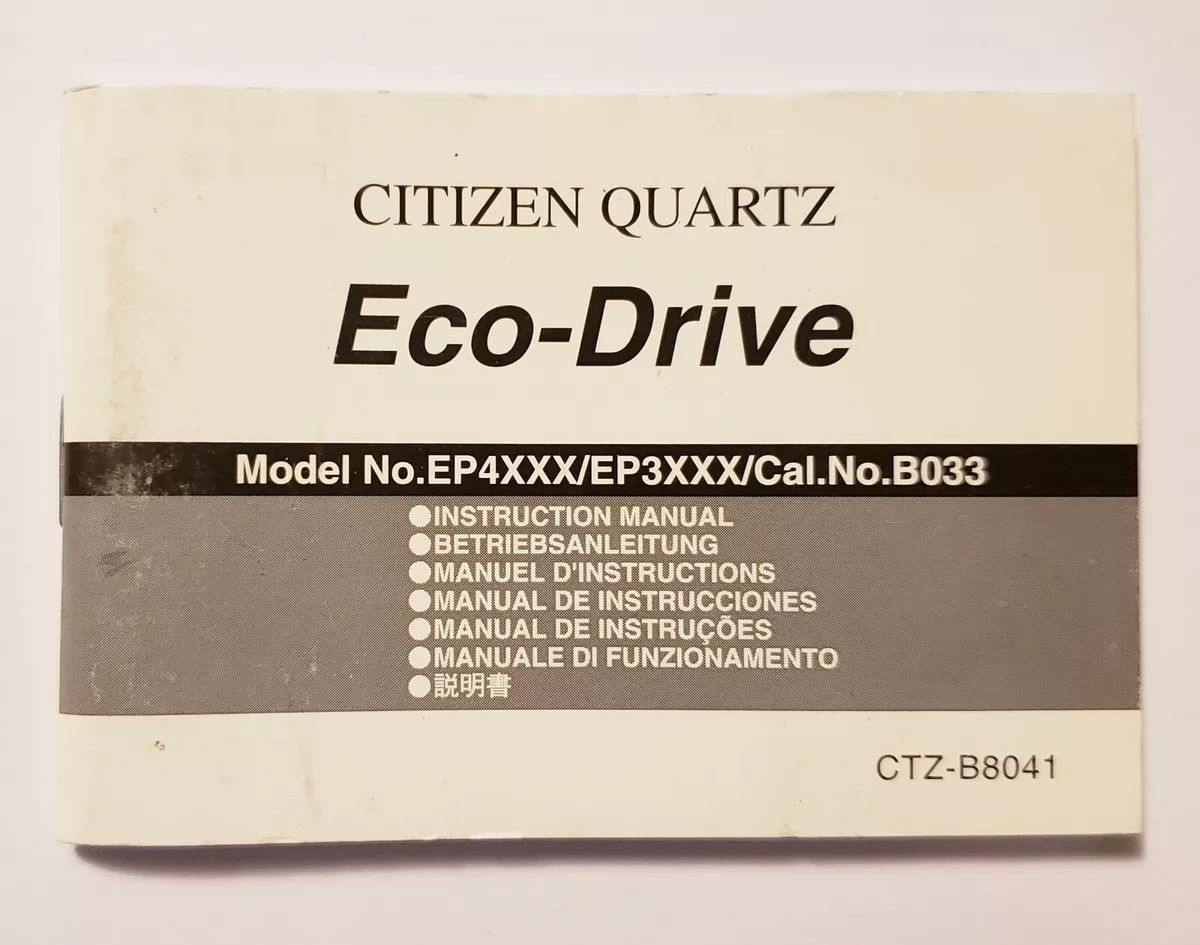 CITIZEN QUARTZ
Eco-Drive
Model No.EP4XXX/EP3XXX/Cal.No.B033
●INSTRUCTION MANUAL
●BETRIEBSANLEITUNG
●MANUEL D'INSTRUCTIONS
●MANUAL DE INSTRUCCIONES
●MANUAL DE INSTRUÇÕES
●MANUALE DI FUNZIONAMENTO
●説明書
CTZ-B8041